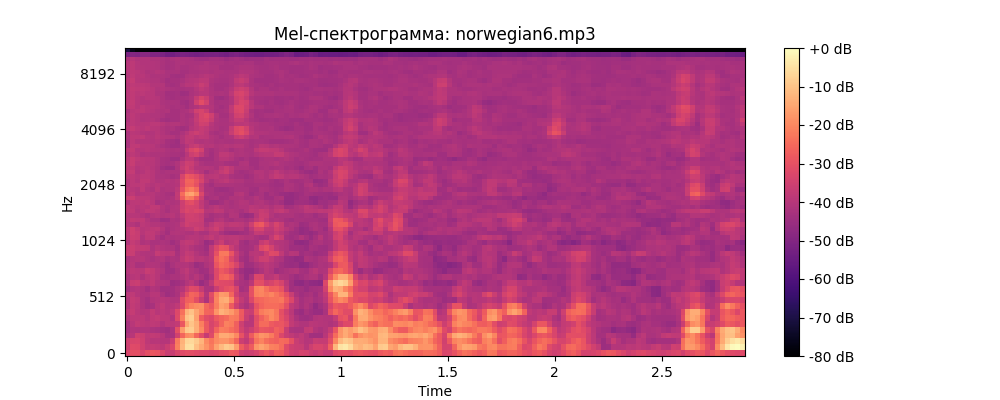 Mel-спектрограмма: norwegian6.mp3
8192
4096
2048
1024
512
0
Hz
0
0.5
1
1.5
2
2.5
Time
+0 dB
-10 dB
-20 dB
-30 dB
-40 dB
-50 dB
-60 dB
-70 dB
-80 dB